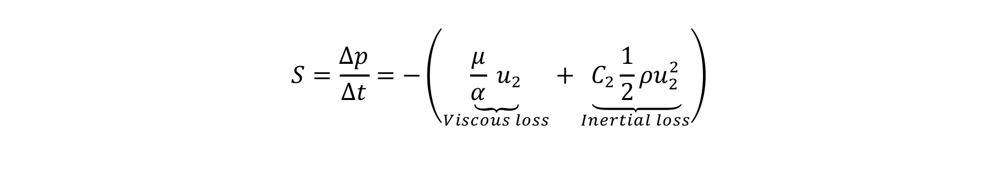 S = Δp/Δt = −( μ/α u₂ + C₂ 1/2 ρu₂² )
Viscous loss Inertial loss